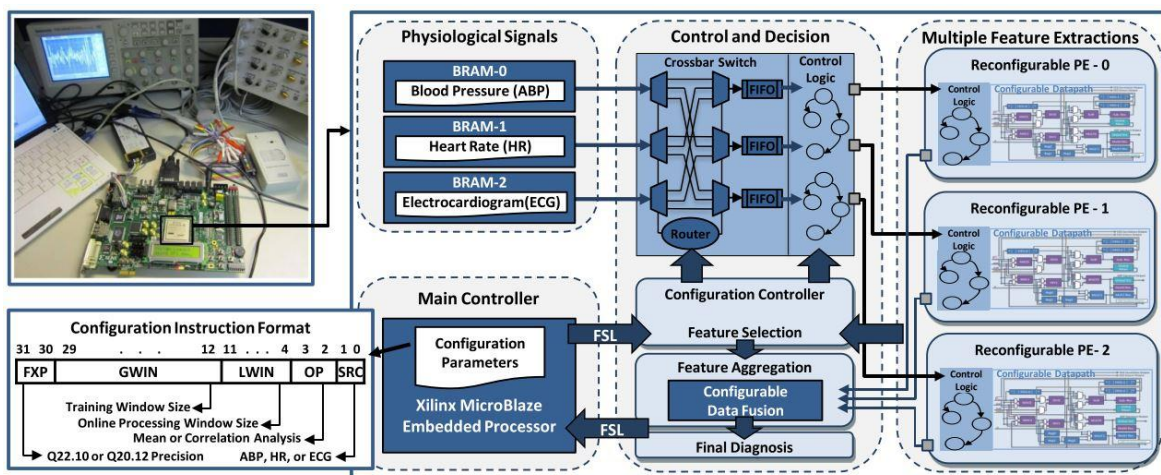 Physiological Signals
BRAM-0
Blood Pressure (ABP)
BRAM-1
Heart Rate (HR)
BRAM-2
Electrocardiogram(ECG)
Control and Decision
Crossbar Switch
Control
Logic
FIFO
FIFO
FIFO
Router
Multiple Feature Extractions
Reconfigurable PE - 0
Control
Logic
Configurable Datapath
Reconfigurable PE - 1
Control
Logic
Configurable Datapath
Reconfigurable PE- 2
Control
Logic
Configurable Datapath
Main Controller
Configuration
Parameters
Xilinx MicroBlaze
Embedded Processor
FSL
FSL
Configuration Controller
Feature Selection
Feature Aggregation
Configurable
Data Fusion
Final Diagnosis
Configuration Instruction Format
31 30 29 . . . 12 11 . . . 4 3 2 1 0
FXP GWIN LWIN OP SRC
Training Window Size
Online Processing Window Size
Mean or Correlation Analysis
Q22.10 or Q20.12 Precision ABP, HR, or ECG